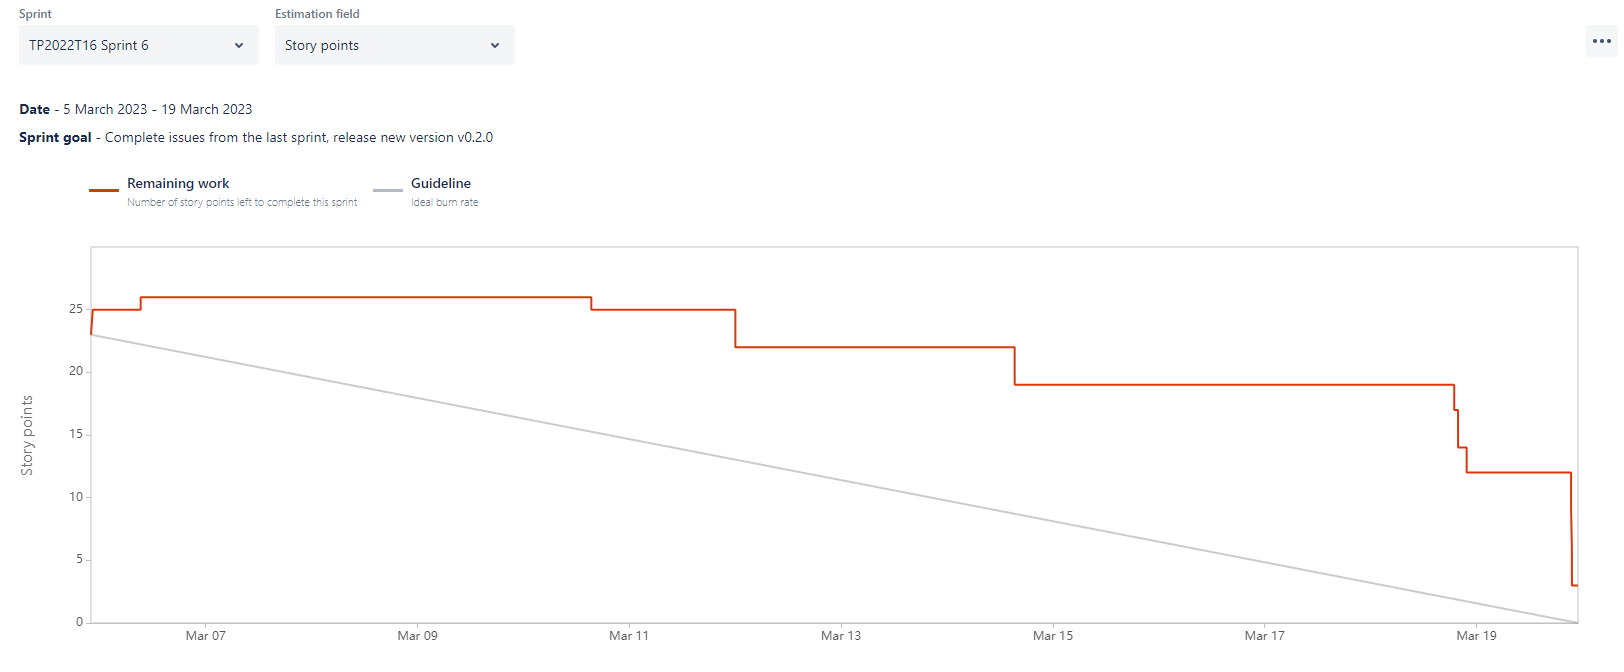 Sprint
Estimation field
TP2022T16 Sprint 6
Story points
Date - 5 March 2023 - 19 March 2023
Sprint goal - Complete issues from the last sprint, release new version v0.2.0
Remaining work
Number of story points left to complete this sprint
Guideline
Ideal burn rate
Story points
25
20
15
10
5
0
Mar 07
Mar 09
Mar 11
Mar 13
Mar 15
Mar 17
Mar 19